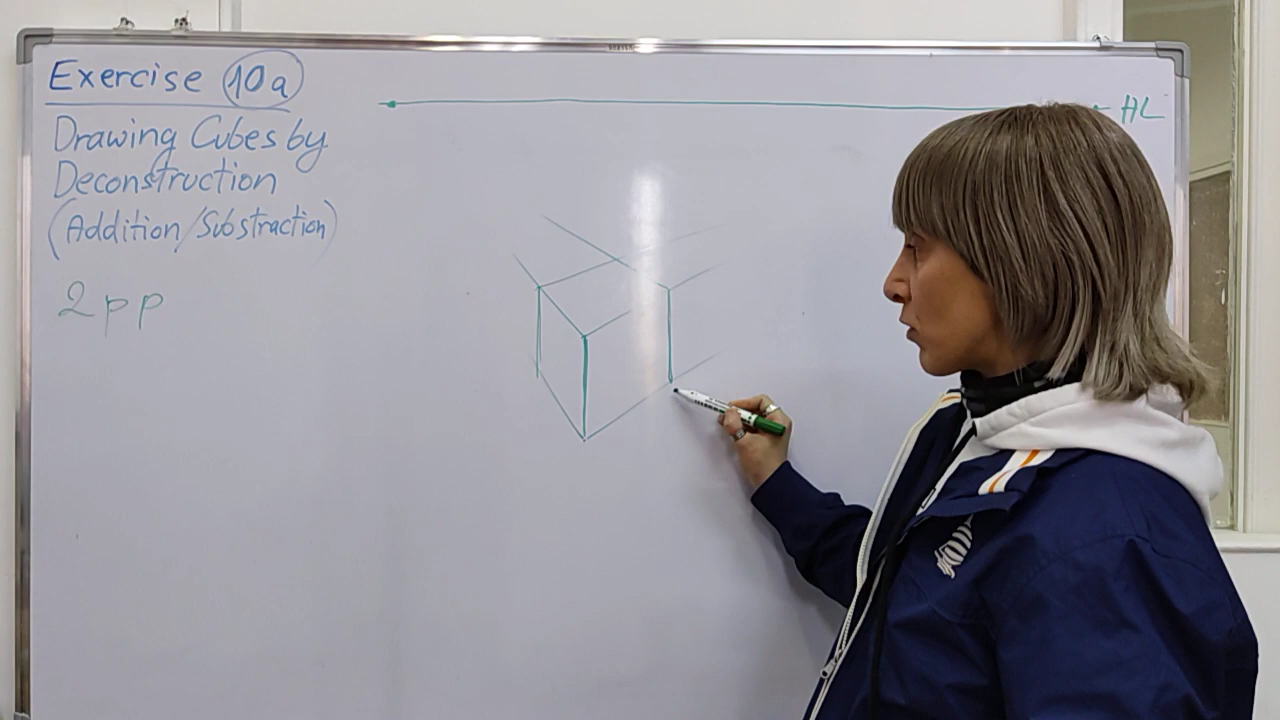 Exercise 10a
Drawing Cubes by
Deconstruction
(Addition/Substraction)
2pp
HL